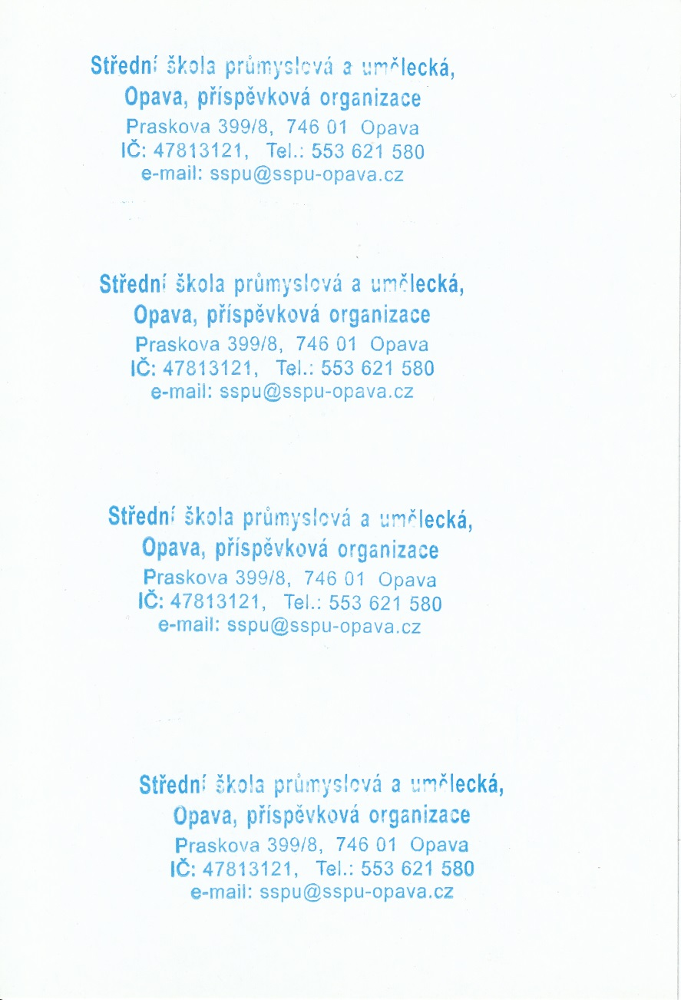 Střední škola průmyslová a umělecká,
Opava, příspěvková organizace
Praskova 399/8, 746 01 Opava
IČ: 47813121, Tel.: 553 621 580
e-mail: sspu@sspu-opava.cz
Střední škola průmyslová a umělecká,
Opava, příspěvková organizace
Praskova 399/8, 746 01 Opava
IČ: 47813121, Tel.: 553 621 580
e-mail: sspu@sspu-opava.cz
Střední škola průmyslová a umělecká,
Opava, příspěvková organizace
Praskova 399/8, 746 01 Opava
IČ: 47813121, Tel.: 553 621 580
e-mail: sspu@sspu-opava.cz
Střední škola průmyslová a umělecká,
Opava, příspěvková organizace
Praskova 399/8, 746 01 Opava
IČ: 47813121, Tel.: 553 621 580
e-mail: sspu@sspu-opava.cz